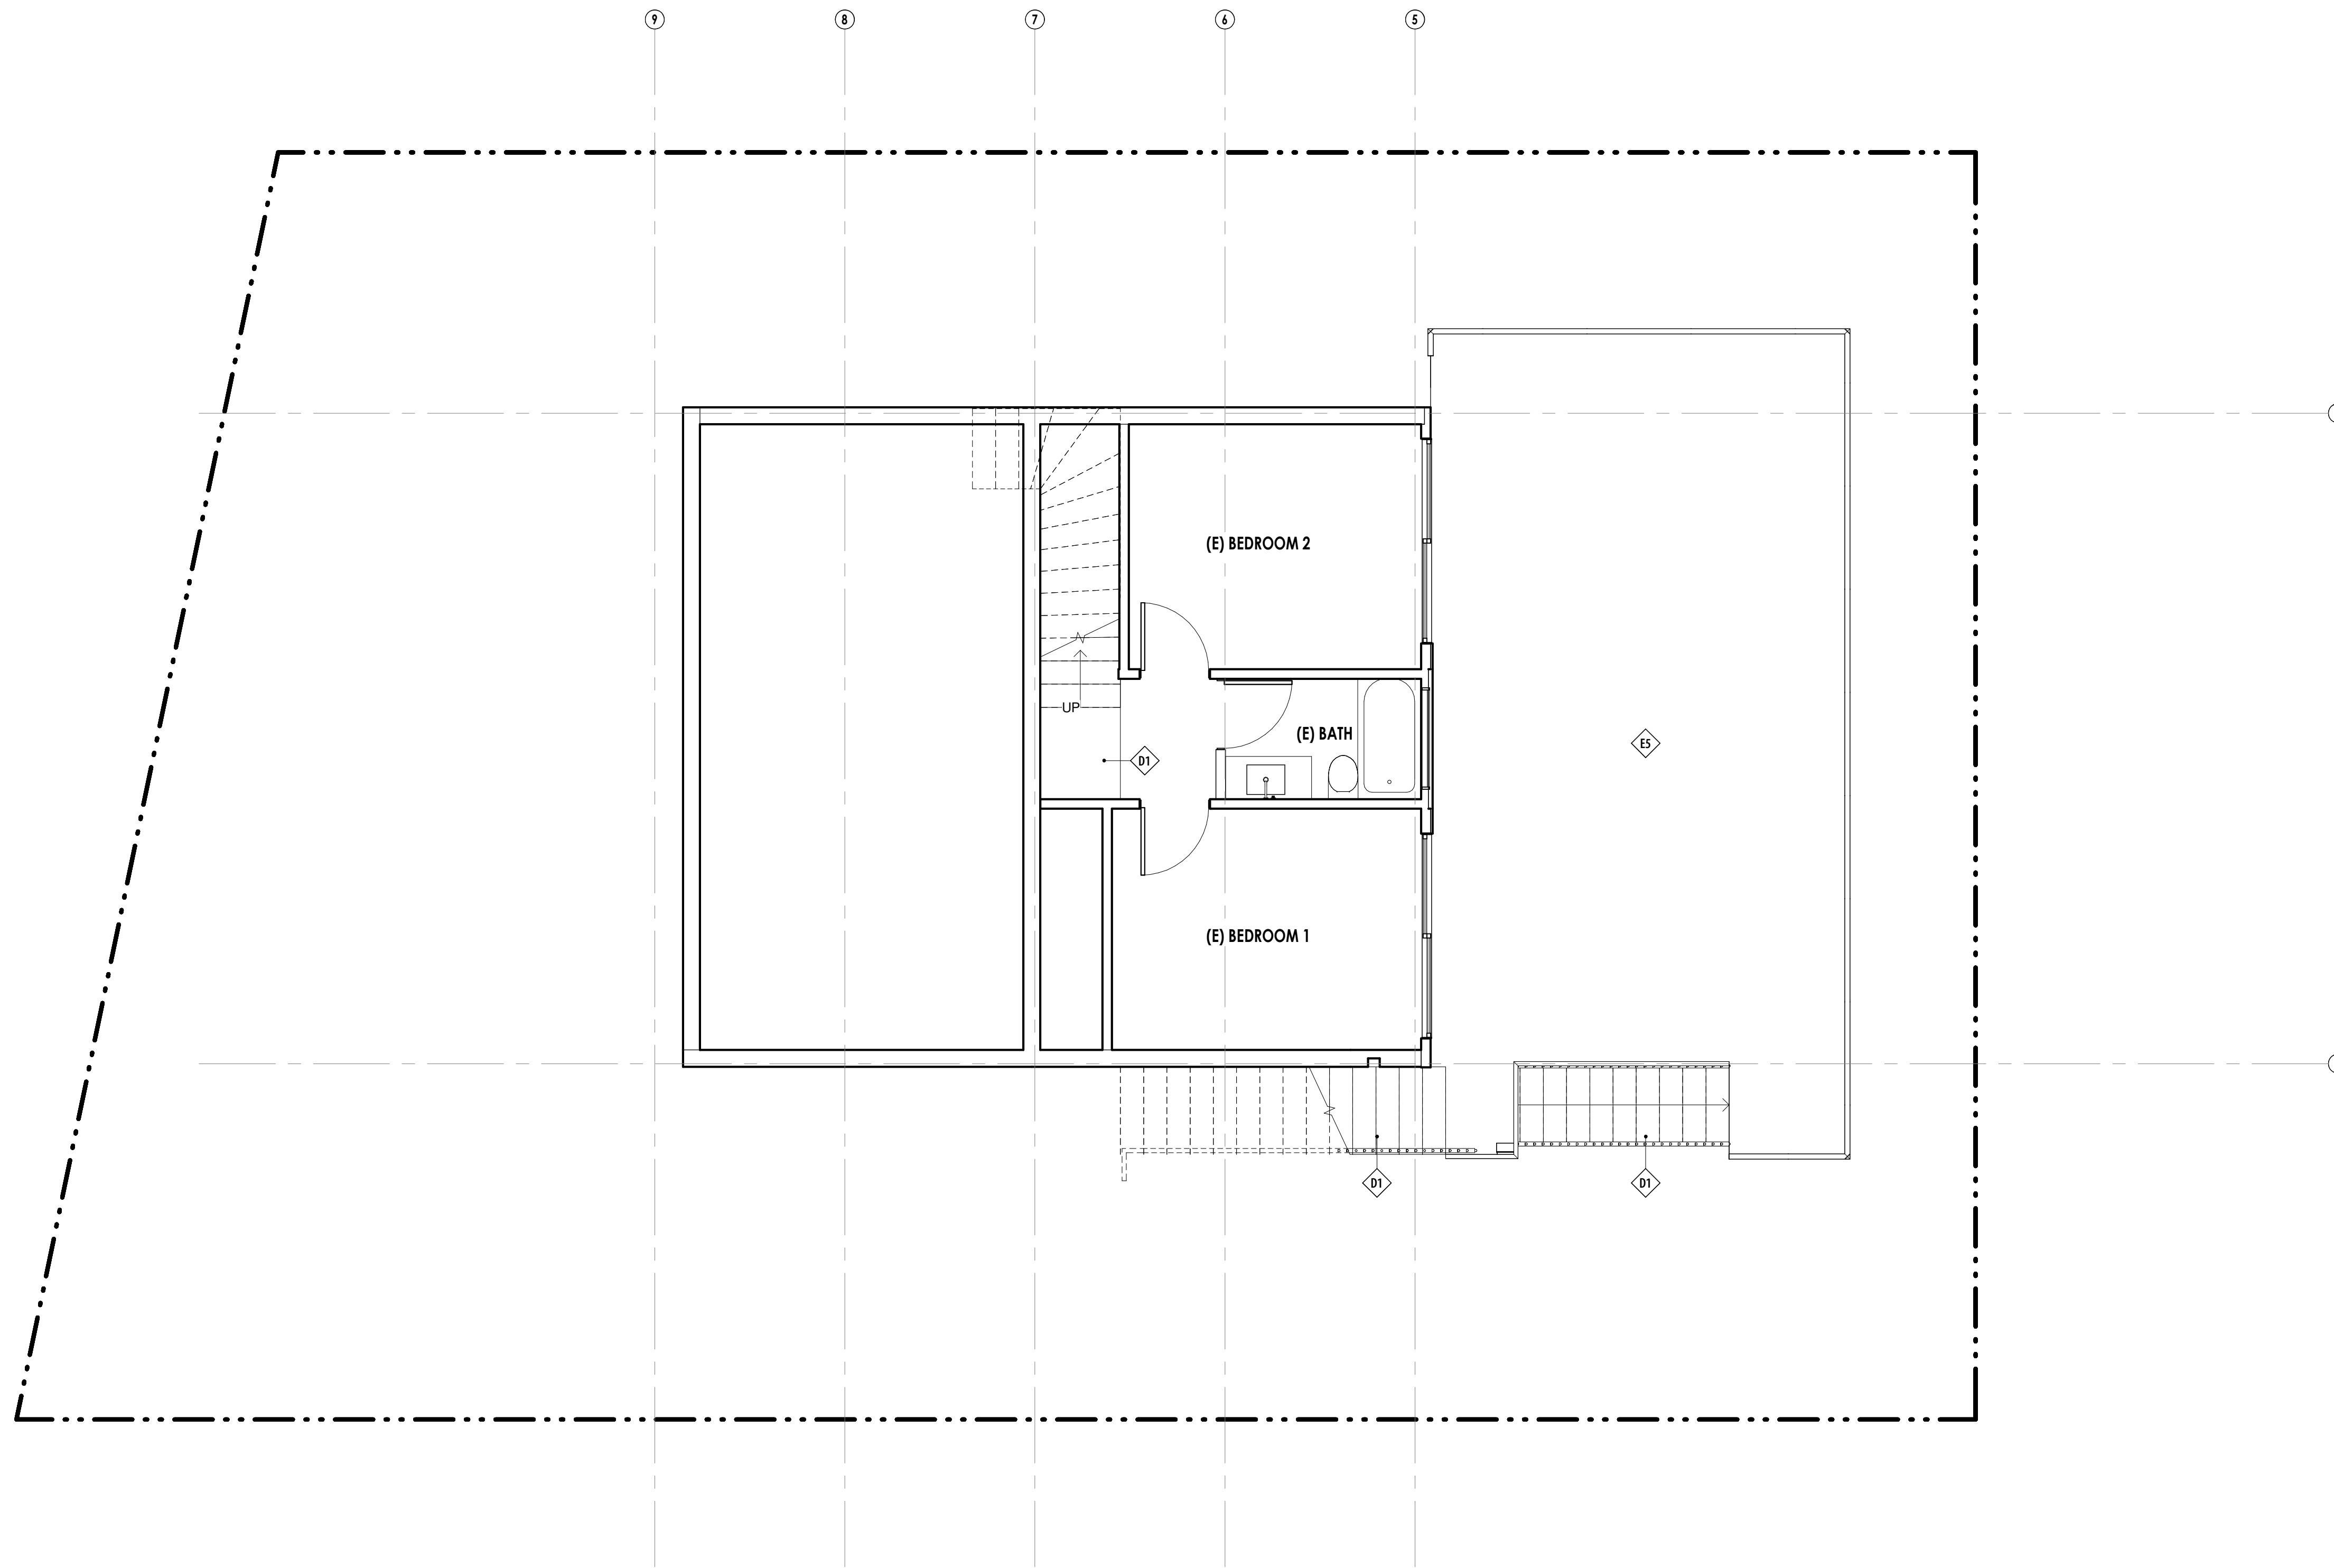 9 8 7 6 5
(E) BEDROOM 2
UP
(E) BATH
E5
D1
(E) BEDROOM 1
D1
D1